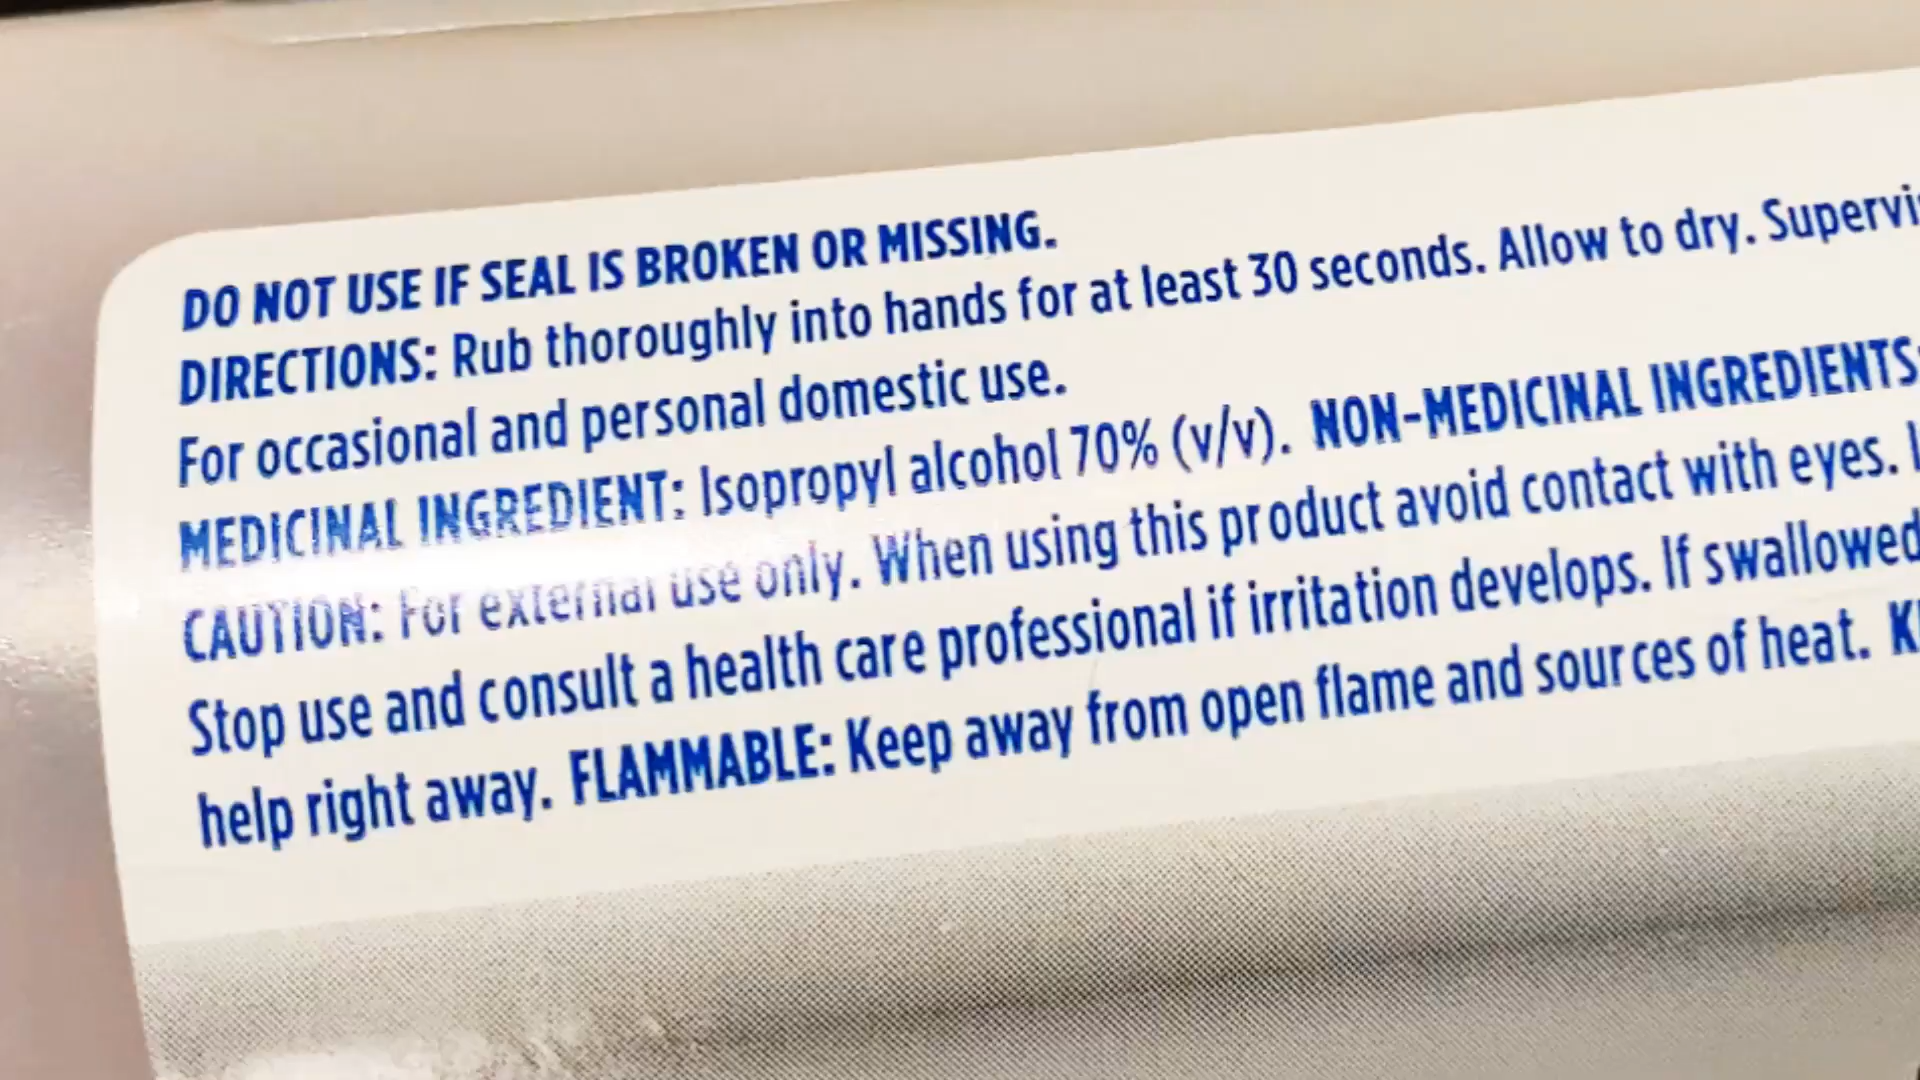 DO NOT USE IF SEAL IS BROKEN OR MISSING.
DIRECTIONS: Rub thoroughly into hands for at least 30 seconds. Allow to dry.
For occasional and personal domestic use.
MEDICINAL INGREDIENT: Isopropyl alcohol 70% (v/v). NON-MEDICINAL INGREDIENTS:
CAUTION: For external use only. When using this product avoid contact with eyes.
Stop use and consult a health care professional if irritation develops. If swallowed
help right away. FLAMMABLE: Keep away from open flame and sources of heat.